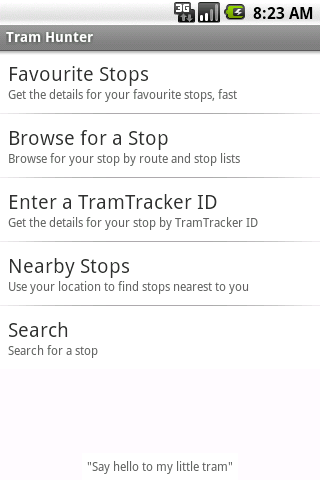 3G 8:23 AM
Tram Hunter
Favourite Stops
Get the details for your favourite stops, fast
Browse for a Stop
Browse for your stop by route and stop lists
Enter a TramTracker ID
Get the details for your stop by TramTracker ID
Nearby Stops
Use your location to find stops nearest to you
Search
Search for a stop
"Say hello to my little tram"